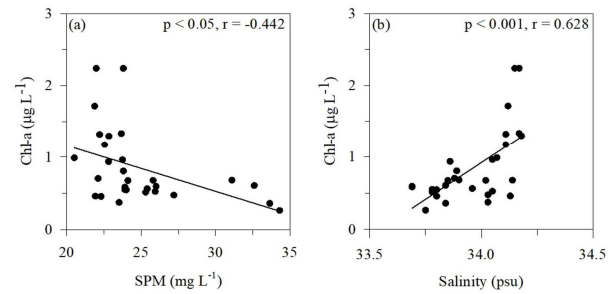 (a) p < 0.05, r = -0.442
3
2
1
0
Chl-a (µg L⁻¹)
20 25 30 35
SPM (mg L⁻¹)
(b) p < 0.001, r = 0.628
3
2
1
0
Chl-a (µg L⁻¹)
33.5 34.0 34.5
Salinity (psu)